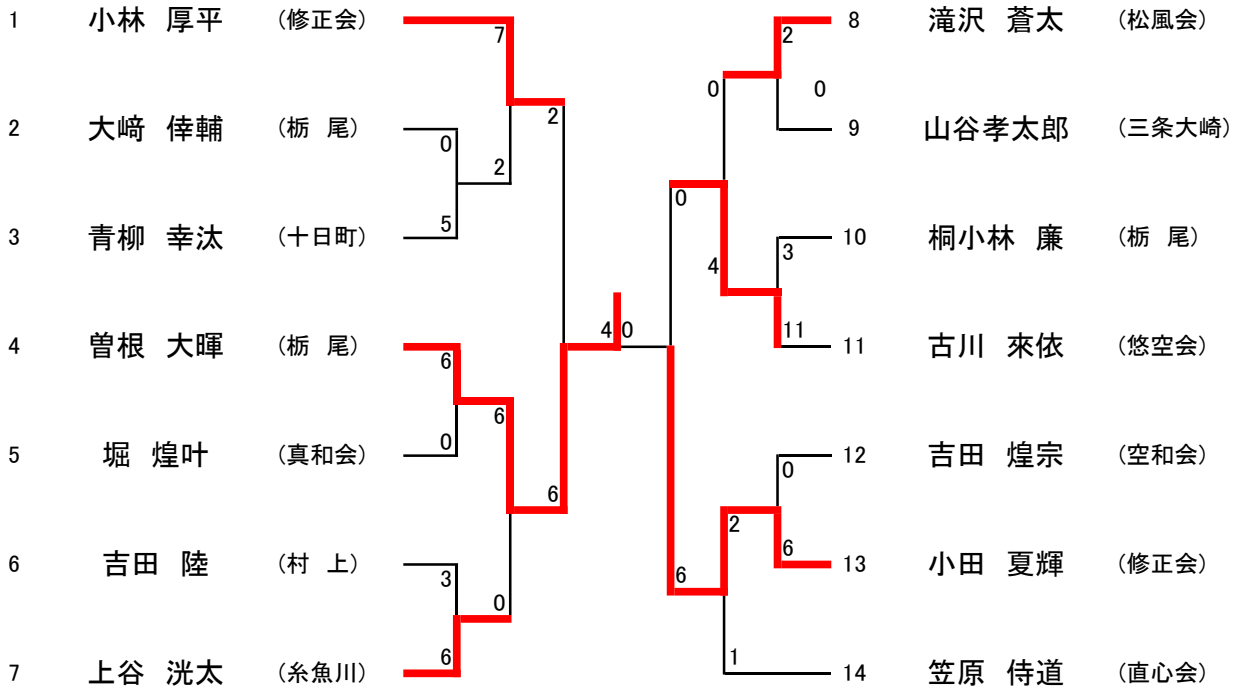 1 小林 厚平 (修正会) 7 2 8 滝沢 蒼太 (松風会)
0 0
2 大﨑 倖輔 (栃 尾) 2 9 山谷孝太郎 (三条大崎)
0
2
0
3 青柳 幸汰 (十日町) 5 10 桐小林 廉 (栃 尾)
3
4
4 曽根 大暉 (栃 尾) 4 0 11 11 古川 來依 (悠空会)
6
6
5 堀 煌叶 (真和会) 0 12 吉田 煌宗 (空和会)
0
6 2
6 吉田 陸 (村 上) 6 13 小田 夏輝 (修正会)
3 6
0
7 上谷 洸太 (糸魚川) 6 1 14 笠原 侍道 (直心会)